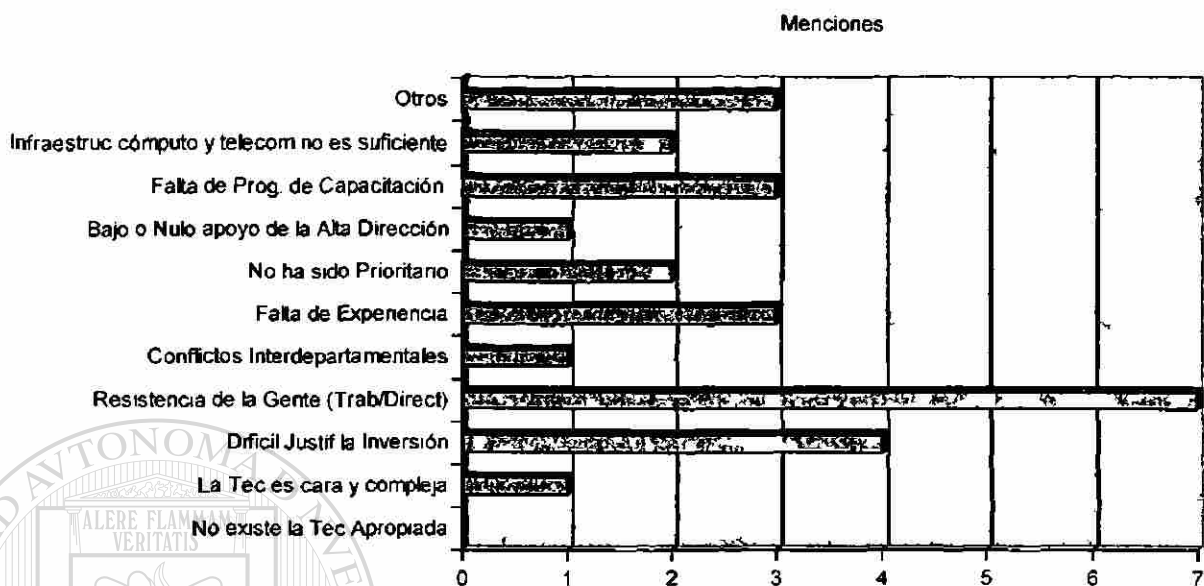 Menciones
Otros
Infraestruc cómputo y telecom no es suficiente
Falta de Prog. de Capacitación
Bajo o Nulo apoyo de la Alta Dirección
No ha sido Prioritario
Falta de Experiencia
Conflictos Interdepartamentales
Resistencia de la Gente (Trab/Direct)
Dificil Justif la Inversión
La Tec es cara y compleja
No existe la Tec Apropiada
0 1 2 3 4 5 6 7
AVTONOMA
ALERE FLAMMAM
VERITATIS